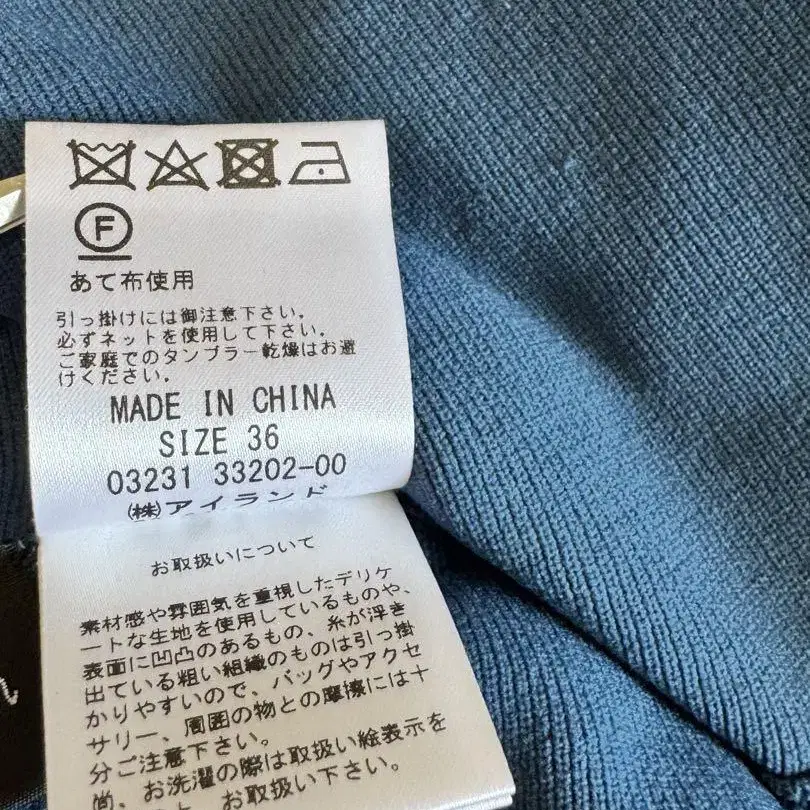 F
あて布使用
引っ掛けには御注意下さい。
必ずネットを使用して下さい。
ご家庭でのタンブラー乾燥はお避
けください。
MADE IN CHINA
SIZE 36
03231 33202-00
㈱アイランド
お取扱いについて
素材感や雰囲気を重視したデリケ
ートな生地を使用しているものや、
表面に凹凸のあるもの、糸が浮き
出ている粗い組織のものは引っ掛
かりやすいので、バッグやアクセ
サリー、周囲の物との摩擦には十
分ご注意下さい。
尚、お洗濯の際は取扱い絵表示を